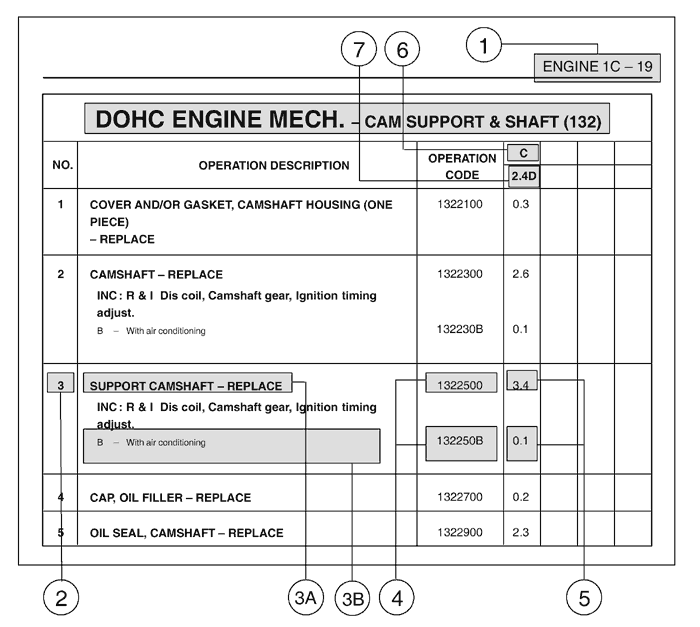 7 6 1
ENGINE 1C – 19
DOHC ENGINE MECH. – CAM SUPPORT & SHAFT (132)
NO. OPERATION DESCRIPTION OPERATION CODE C
2.4D
1 COVER AND/OR GASKET, CAMSHAFT HOUSING (ONE 1322100 0.3
PIECE)
– REPLACE
2 CAMSHAFT – REPLACE 1322300 2.6
INC : R & I Dis coil, Camshaft gear, Ignition timing
adjust.
B – With air conditioning 132230B 0.1
3 SUPPORT CAMSHAFT – REPLACE 1322500 3.4
INC : R & I Dis coil, Camshaft gear, Ignition timing
adjust.
B – With air conditioning 132250B 0.1
4 CAP, OIL FILLER – REPLACE 1322700 0.2
5 OIL SEAL, CAMSHAFT – REPLACE 1322900 2.3
2 3A 3B 4 5